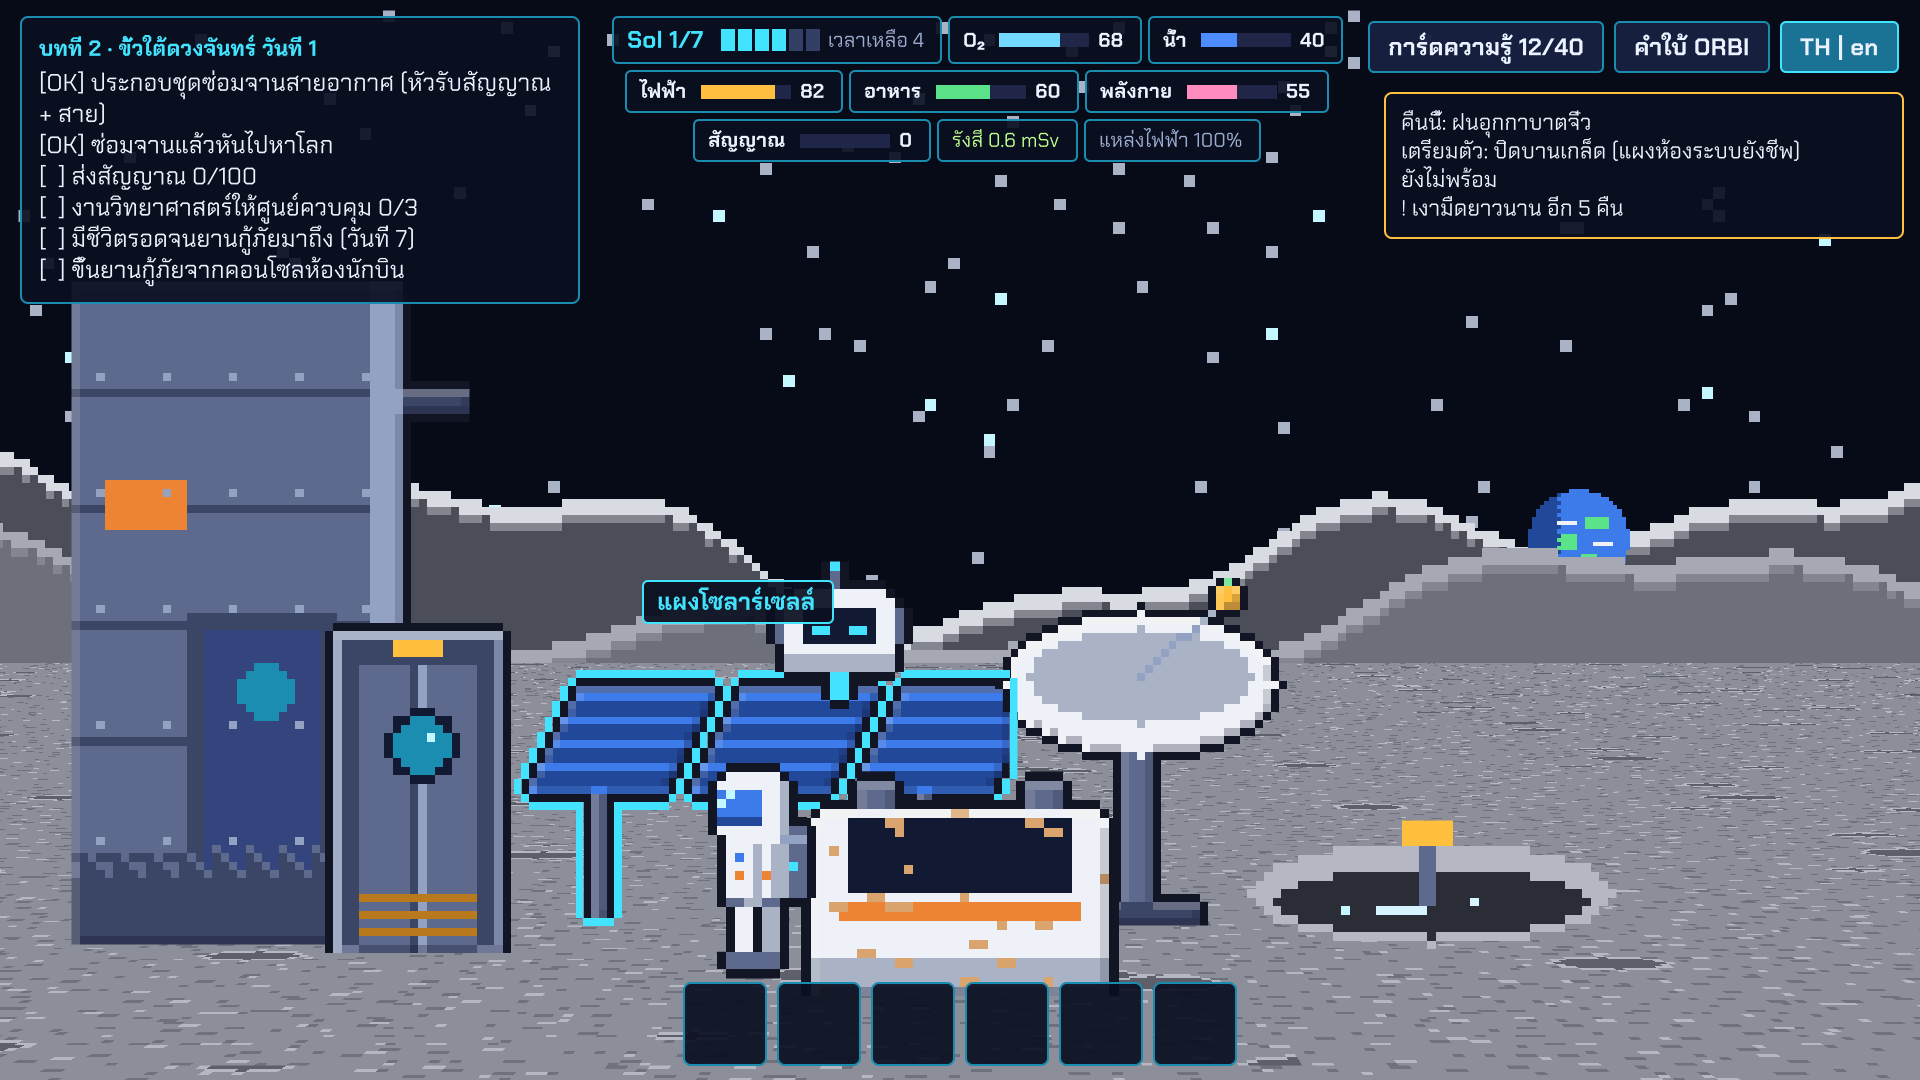 บทที่ 2 · ขั้วใต้ดวงจันทร์ วันที่ 1
[OK] ประกอบชุดซ่อมจานสายอากาศ (หัวรับสัญญาณ
+ สาย)
[OK] ซ่อมจานแล้วหันไปหาโลก
[ ] ส่งสัญญาณ 0/100
[ ] งานวิทยาศาสตร์ให้ศูนย์ควบคุม 0/3
[ ] มีชีวิตรอดจนยานกู้ภัยมาถึง (วันที่ 7)
[ ] ขึ้นยานกู้ภัยจากคอนโซลห้องนักบิน
Sol 1/7 เวลาเหลือ 4
O₂ 68
น้ำ 40
ไฟฟ้า 82
อาหาร 60
พลังกาย 55
สัญญาณ 0
รังสี 0.6 mSv
แหล่งไฟฟ้า 100%
การ์ดความรู้ 12/40
คำใบ้ ORBI
TH | en
คืนนี้: ฝนอุกกาบาตจิ๋ว
เตรียมตัว: ปิดบานเกล็ด (แผงห้องระบบยังชีพ)
ยังไม่พร้อม
! เงามืดยาวนาน อีก 5 คืน
แผงโซลาร์เซลล์